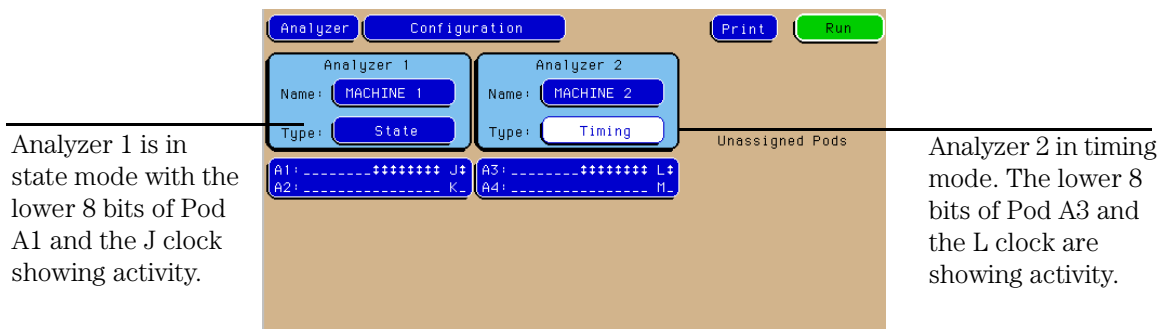 Analyzer Configuration Print Run
Analyzer 1 Analyzer 2
Name: MACHINE 1 Name: MACHINE 2
Type: State Type: Timing
Unassigned Pods
A1:________‡‡‡‡‡‡‡‡ J‡ A3:________‡‡‡‡‡‡‡‡ L‡
A2:________________ K_ A4:________________ M_
Analyzer 1 is in
state mode with the
lower 8 bits of Pod
A1 and the J clock
showing activity.
Analyzer 2 in timing
mode. The lower 8
bits of Pod A3 and
the L clock are
showing activity.